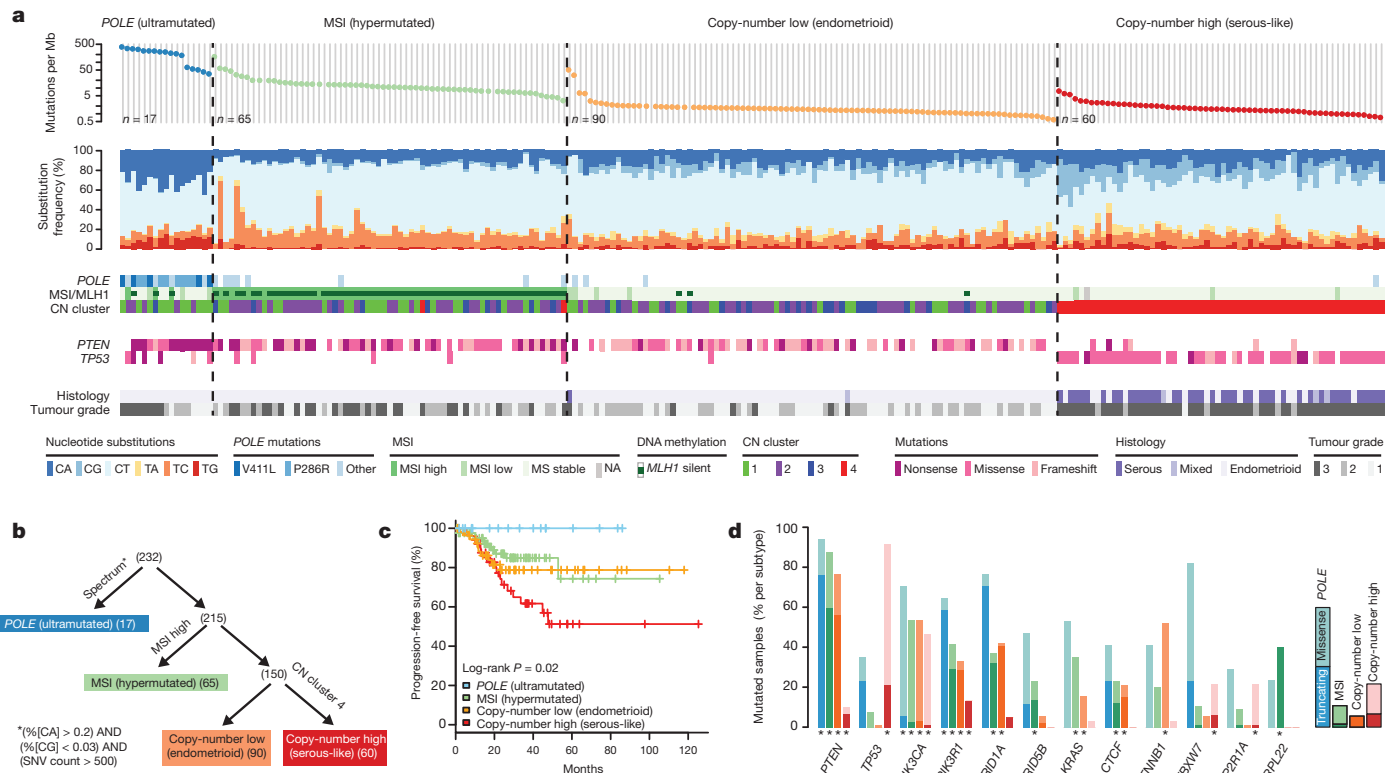 a
POLE (ultramutated)
MSI (hypermutated)
Copy-number low (endometrioid)
Copy-number high (serous-like)
Mutations per Mb
500
50
5
0.5
n = 17
n = 65
n = 90
n = 60
Substitution
frequency (%)
100
80
60
40
20
0
POLE
MSI/MLH1
CN cluster
PTEN
TP53
Histology
Tumour grade
Nucleotide substitutions
CA CG CT TA TC TG
POLE mutations
V411L P286R Other
MSI
MSI high MSI low MS stable NA
DNA methylation
MLH1 silent
CN cluster
1 2 3 4
Mutations
Nonsense Missense Frameshift
Histology
Serous Mixed Endometrioid
Tumour grade
3 2 1
b
(232)
Spectrum*
POLE (ultramutated) (17)
(215)
MSI high
MSI (hypermutated) (65)
(150)
CN cluster 4
Copy-number low
(endometrioid) (90)
Copy-number high
(serous-like) (60)
*(%[CA] > 0.2) AND
(%[CG] < 0.03) AND
(SNV count > 500)
c
Progression-free survival (%)
100
80
60
40
20
0
Log-rank P = 0.02
POLE (ultramutated)
MSI (hypermutated)
Copy-number low (endometrioid)
Copy-number high (serous-like)
0 20 40 60 80 100 120
Months
d
Mutated samples (% per subtype)
100
80
60
40
20
0
* * * * * * * * * * * * * * * * * * * * * * * *
PTEN
TP53
IK3CA
IK3R1
RID1A
RID5B
KRAS
CTCF
TNNB1
BXW7
P2R1A
RPL22
POLE
Truncating Missense
MSI
Copy-number low
Copy-number high